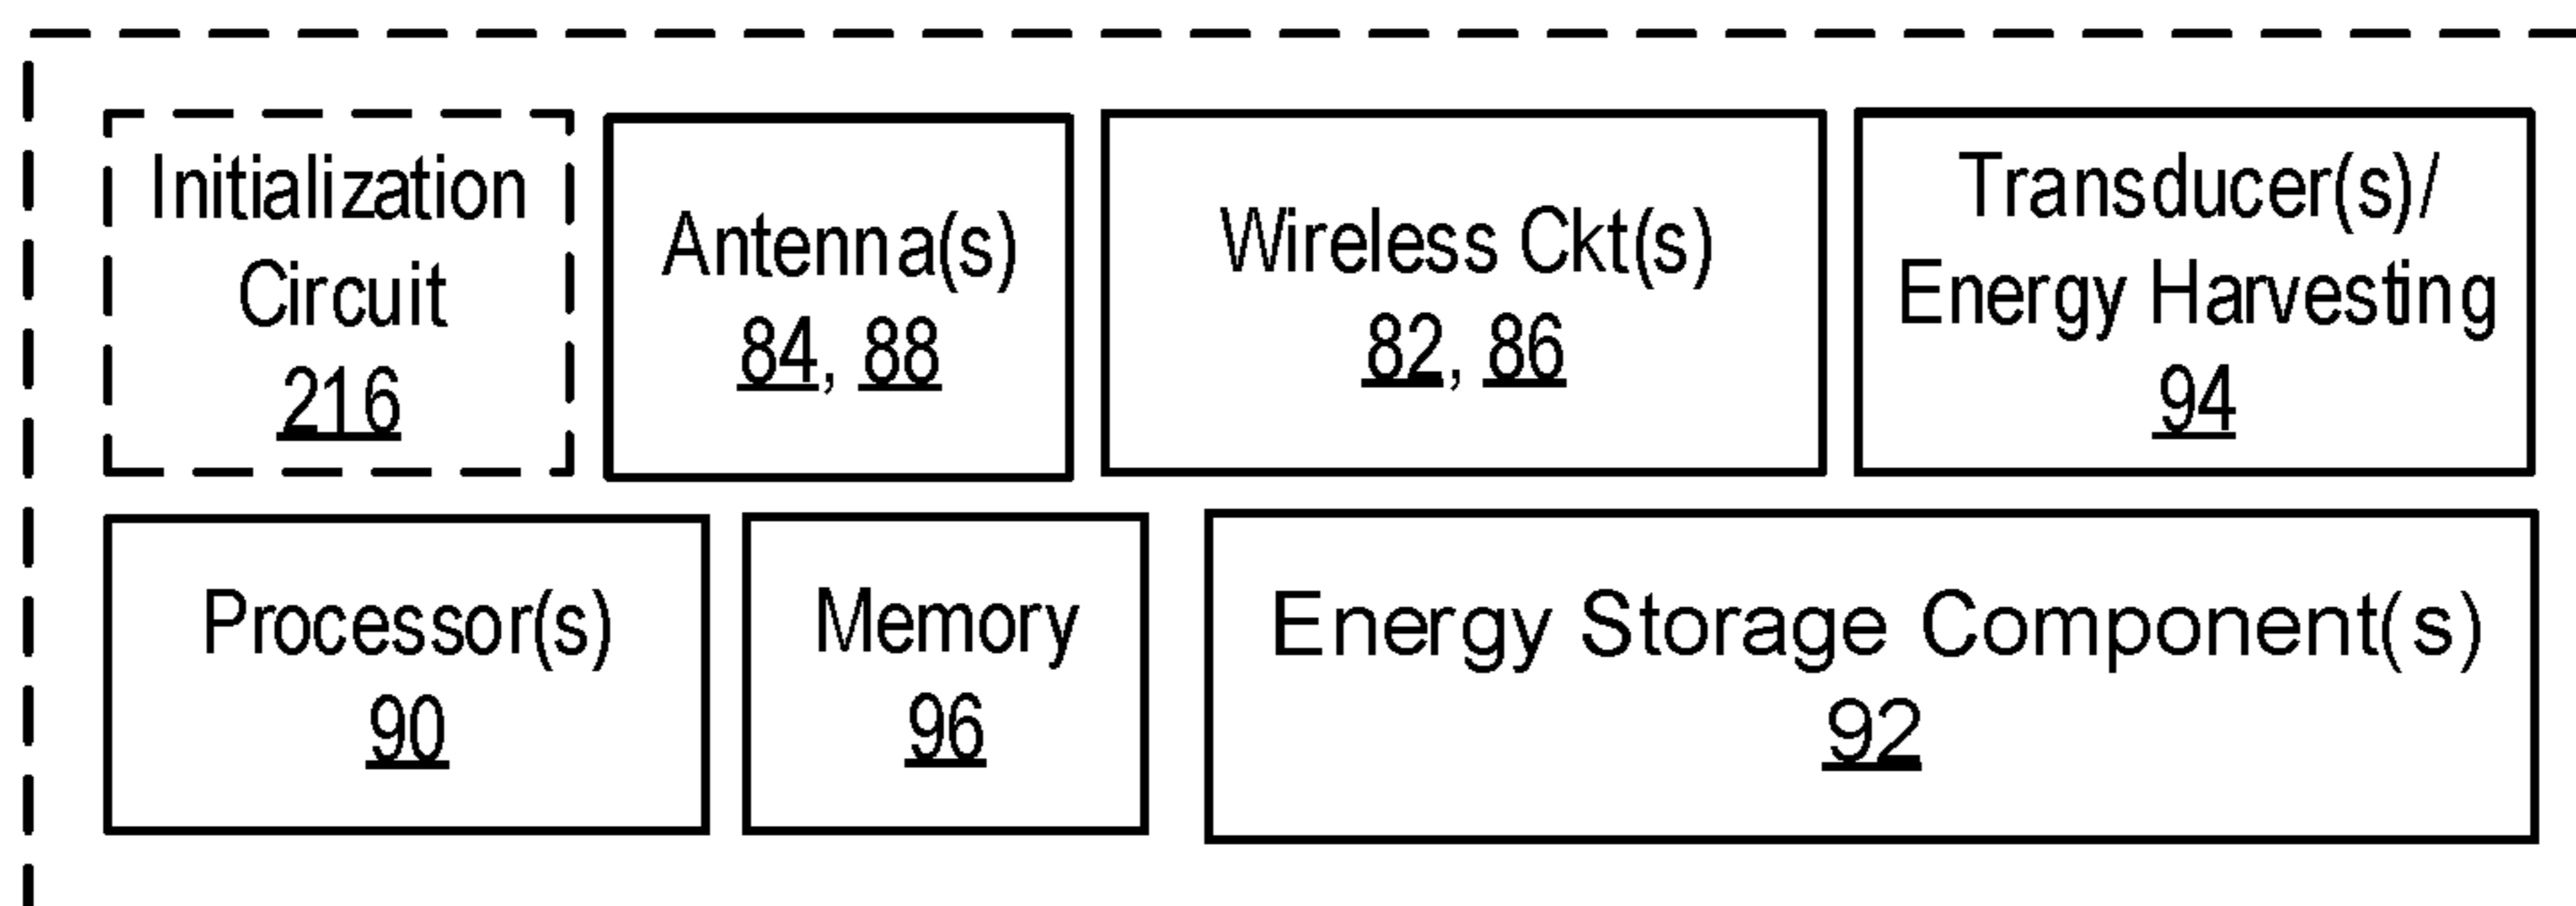 Initialization
Circuit
216
Antenna(s)
84, 88
Wireless Ckt(s)
82, 86
Transducer(s)/
Energy Harvesting
94
Processor(s)
90
Memory
96
Energy Storage Component(s)
92